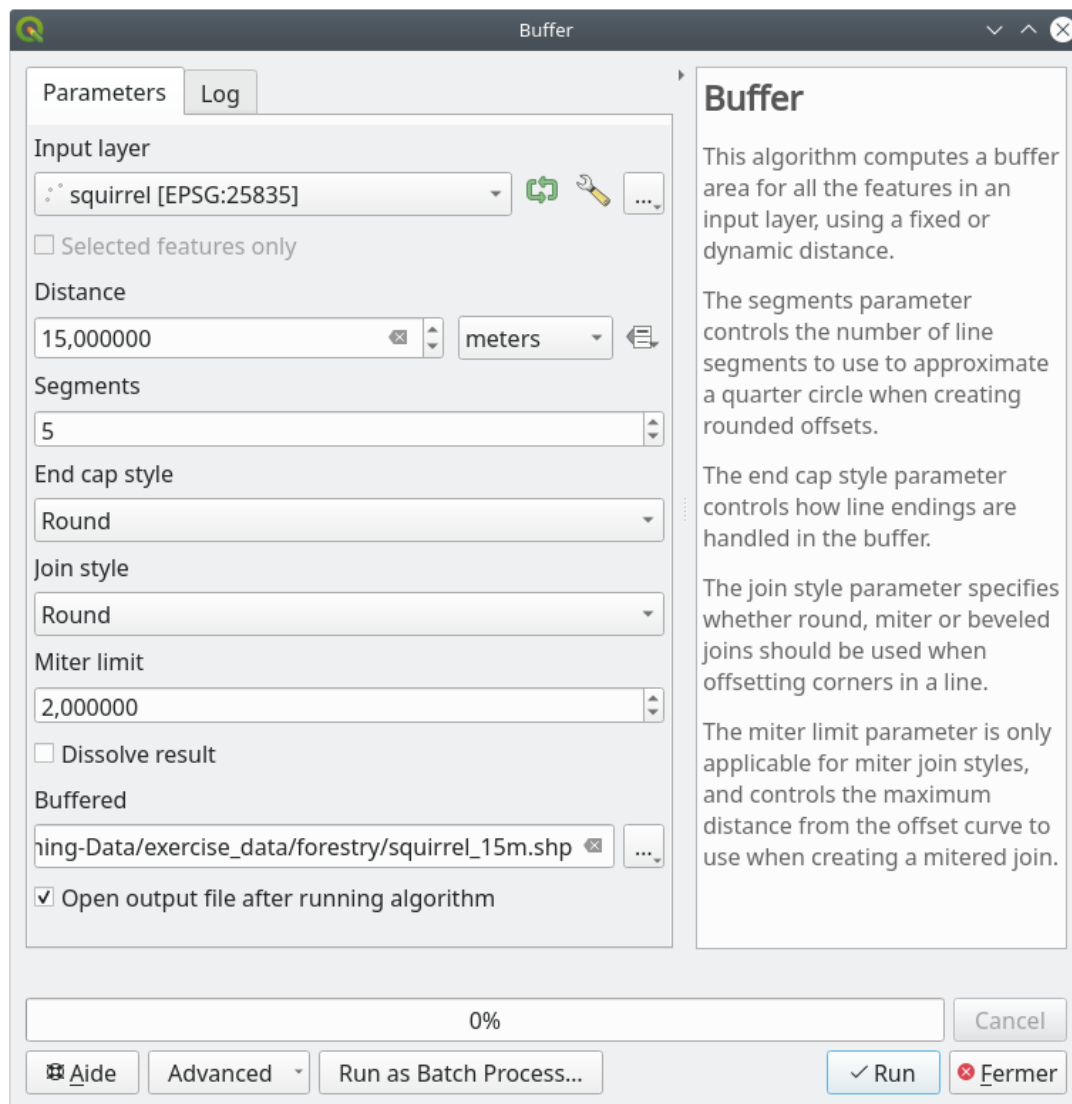 Buffer
Parameters
Log
Input layer
squirrel [EPSG:25835]
...
Selected features only
Distance
15,000000
meters
Segments
5
End cap style
Round
Join style
Round
Miter limit
2,000000
Dissolve result
Buffered
ning-Data/exercise_data/forestry/squirrel_15m.shp
...
Open output file after running algorithm
Buffer
This algorithm computes a buffer
area for all the features in an
input layer, using a fixed or
dynamic distance.
The segments parameter
controls the number of line
segments to use to approximate
a quarter circle when creating
rounded offsets.
The end cap style parameter
controls how line endings are
handled in the buffer.
The join style parameter specifies
whether round, miter or beveled
joins should be used when
offsetting corners in a line.
The miter limit parameter is only
applicable for miter join styles,
and controls the maximum
distance from the offset curve to
use when creating a mitered join.
0%
Cancel
Aide
Advanced
Run as Batch Process...
Run
Fermer